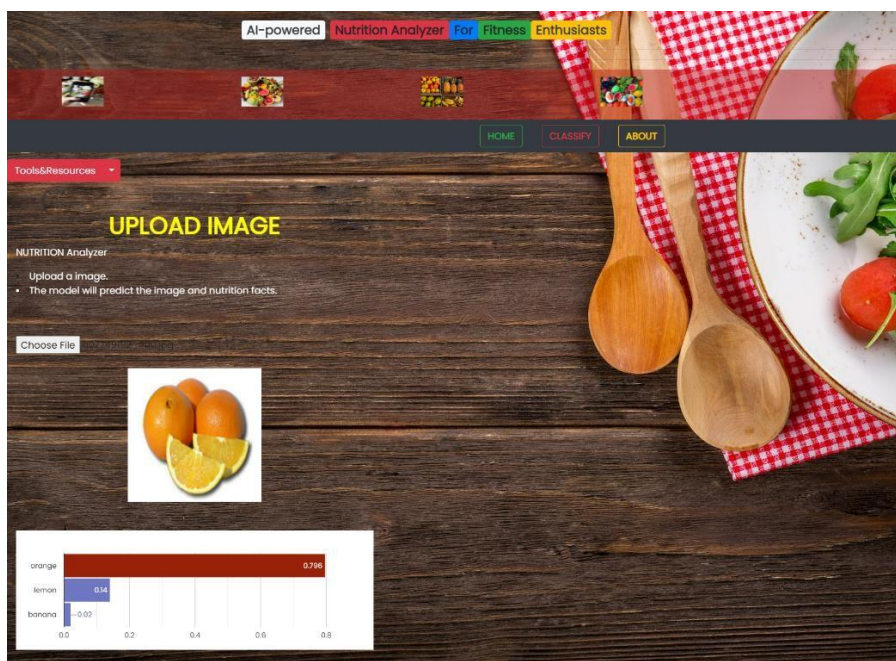 AI-powered Nutrition Analyzer For Fitness Enthusiasts
HOME CLASSIFY ABOUT
Tools&Resources
UPLOAD IMAGE
NUTRITION Analyzer
Upload a image.
• The model will predict the image and nutrition facts.
Choose File
orange 0.796
lemon 0.14
banana 0.02
0.0 0.2 0.4 0.6 0.8